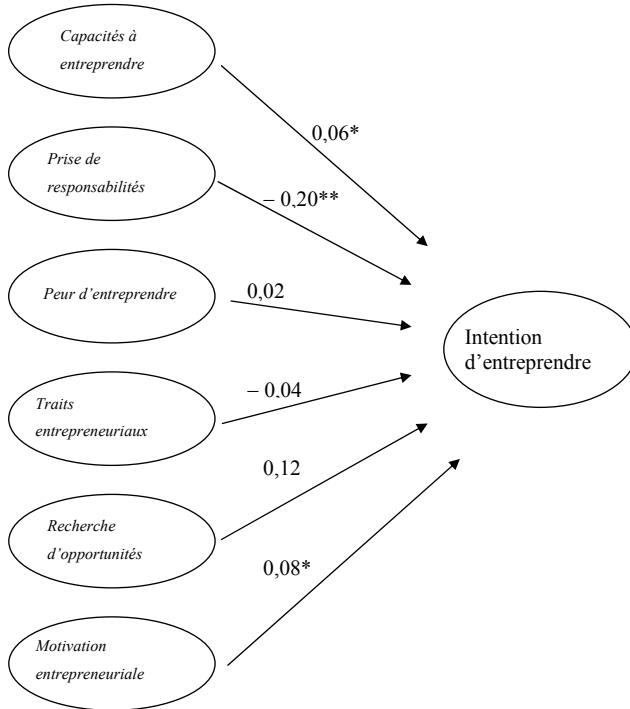 Capacités à
entreprendre
0,06*
Prise de
responsabilités
– 0,20**
Peur d’entreprendre
0,02
Intention
d’entreprendre
– 0,04
Traits
entrepreneuriaux
0,12
Recherche
d’opportunités
0,08*
Motivation
entrepreneuriale